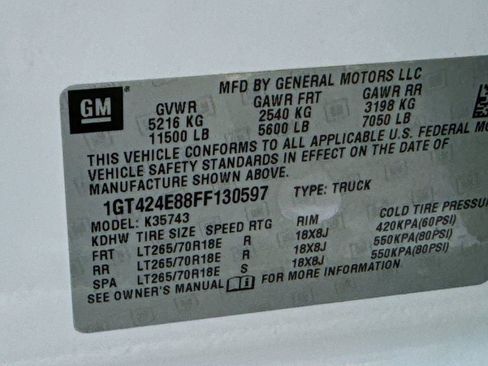 MFD BY GENERAL MOTORS LLC
GM
GVWR GAWR FRT GAWR RR
5216 KG 2540 KG 3198 KG
11500 LB 5600 LB 7050 LB
THIS VEHICLE CONFORMS TO ALL APPLICABLE U.S. FEDERAL
VEHICLE SAFETY STANDARDS IN EFFECT ON THE DATE OF
MANUFACTURE SHOWN ABOVE.
1GT424E88FF130597 TYPE: TRUCK
MODEL: K35743
KDHW TIRE SIZE SPEED RTG RIM COLD TIRE
FRT LT265/70R18E R 18X8J 420KPA(60PSI)
RR LT265/70R18E R 18X8J 550KPA(80PSI)
SPA LT265/70R18E S 18X8J 550KPA(80PSI)
SEE OWNER'S MANUAL FOR MORE INFORMATION.